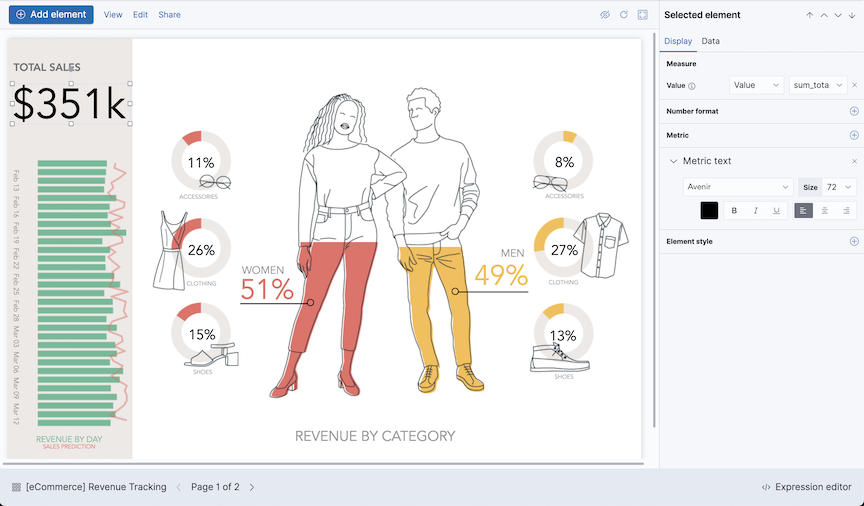 Add element View Edit Share
Selected element
Display Data
Measure
Value Value sum_tota
Number format
Metric
Metric text
Avenir Size 72
B I U
Element style
TOTAL SALES
$351k
Feb 13 Feb 16 Feb 19 Feb 22 Feb 25 Feb 28 Mar 03 Mar 06 Mar 09 Mar 12
REVENUE BY DAY
SALES PREDICTION
11%
ACCESSORIES
26%
CLOTHING
15%
SHOES
WOMEN
51%
MEN
49%
8%
ACCESSORIES
27%
CLOTHING
13%
SHOES
REVENUE BY CATEGORY
[eCommerce] Revenue Tracking Page 1 of 2 Expression editor